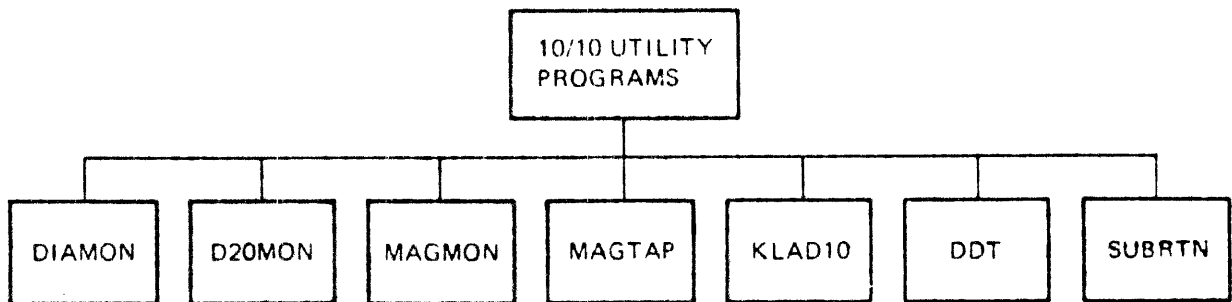 10/10 UTILITY
PROGRAMS
DIAMON
D20MON
MAGMON
MAGTAP
KLAD10
DDT
SUBRTN